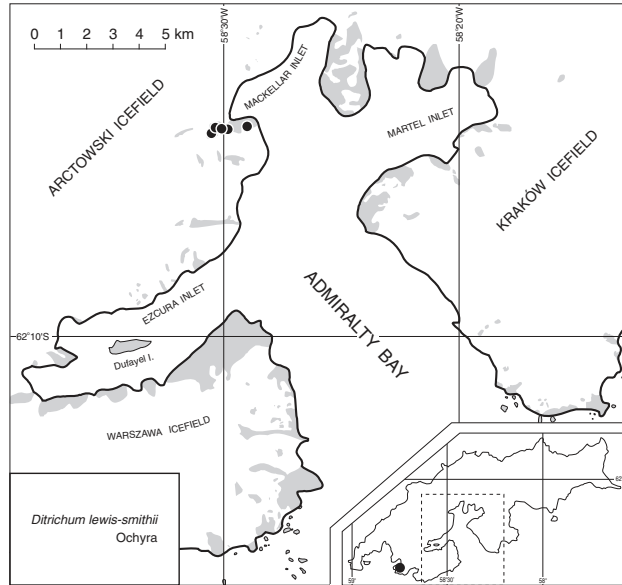 0 1 2 3 4 5 km
58°30'
58°20'
MACKELLAR INLET
MARTEL INLET
ARCTOWSKI ICEFIELD
KRAKÓW ICEFIELD
EZCURA INLET
ADMIRALTY BAY
62°10'S
Dufayel I.
WARSZAWA ICEFIELD
Ditrichum lewis-smithii
Ochyra
62°
59°
58°30'
58°